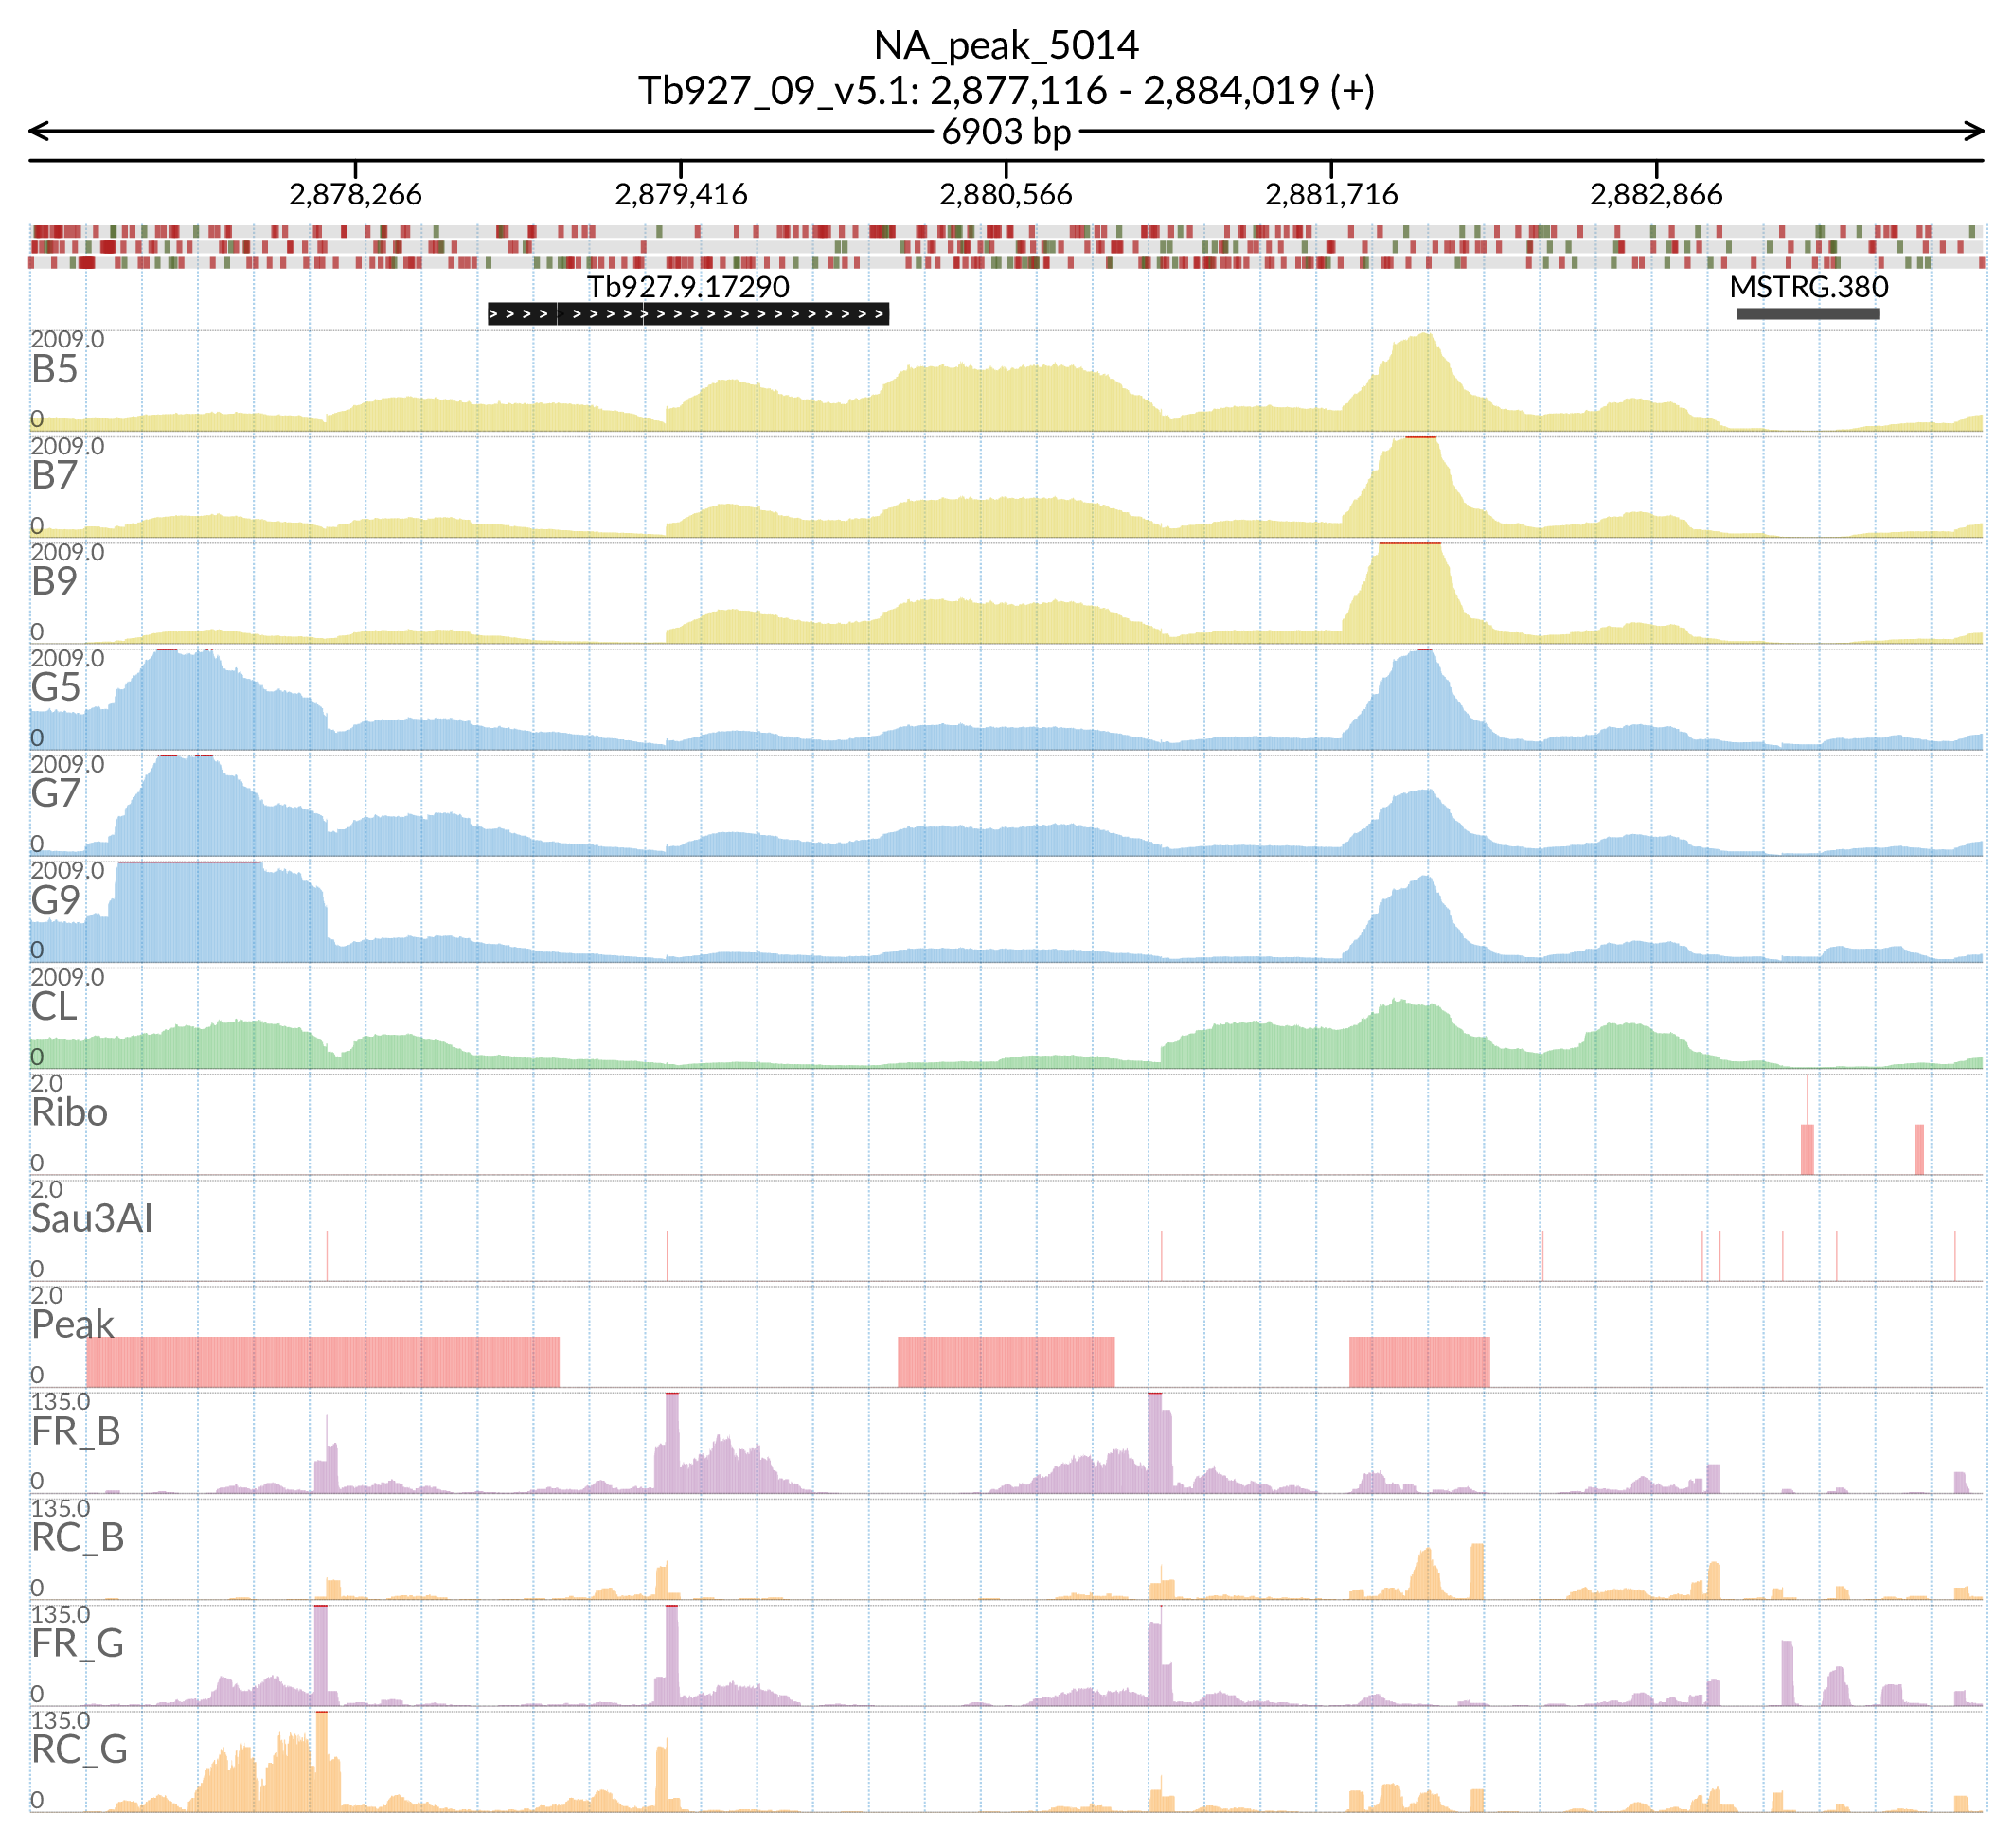 NA_peak_5014
Tb927_09_v5.1: 2,877,116 - 2,884,019 (+)
6903 bp
2,878,266 2,879,416 2,880,566 2,881,716 2,882,866
Tb927.9.17290 MSTRG.380
2009.0
B5
0
2009.0
B7
0
2009.0
B9
0
2009.0
G5
0
2009.0
G7
0
2009.0
G9
0
2009.0
CL
0
2.0
Ribo
0
2.0
Sau3AI
0
2.0
Peak
0
135.0
FR_B
0
135.0
RC_B
0
135.0
FR_G
0
135.0
RC_G
0